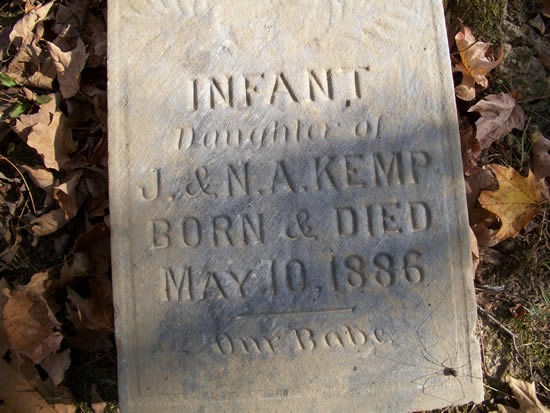 INFANT
Daughter of
J. & N. A. KEMP
BORN & DIED
MAY 10, 1886
Our Babe.